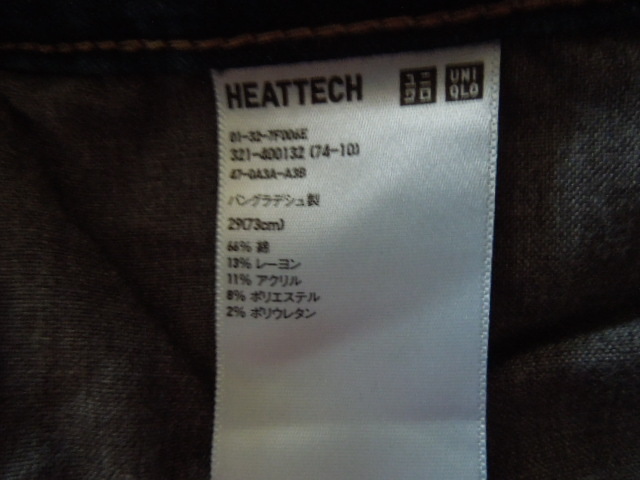 HEATTECH
ユニ
クロ
UNI
QLO
01-32-7F006E
321-400132 (74-10)
47-0A3A-A3B
バングラデシュ製
29(73cm)
66% 綿
13% レーヨン
11% アクリル
8% ポリエステル
2% ポリウレタン